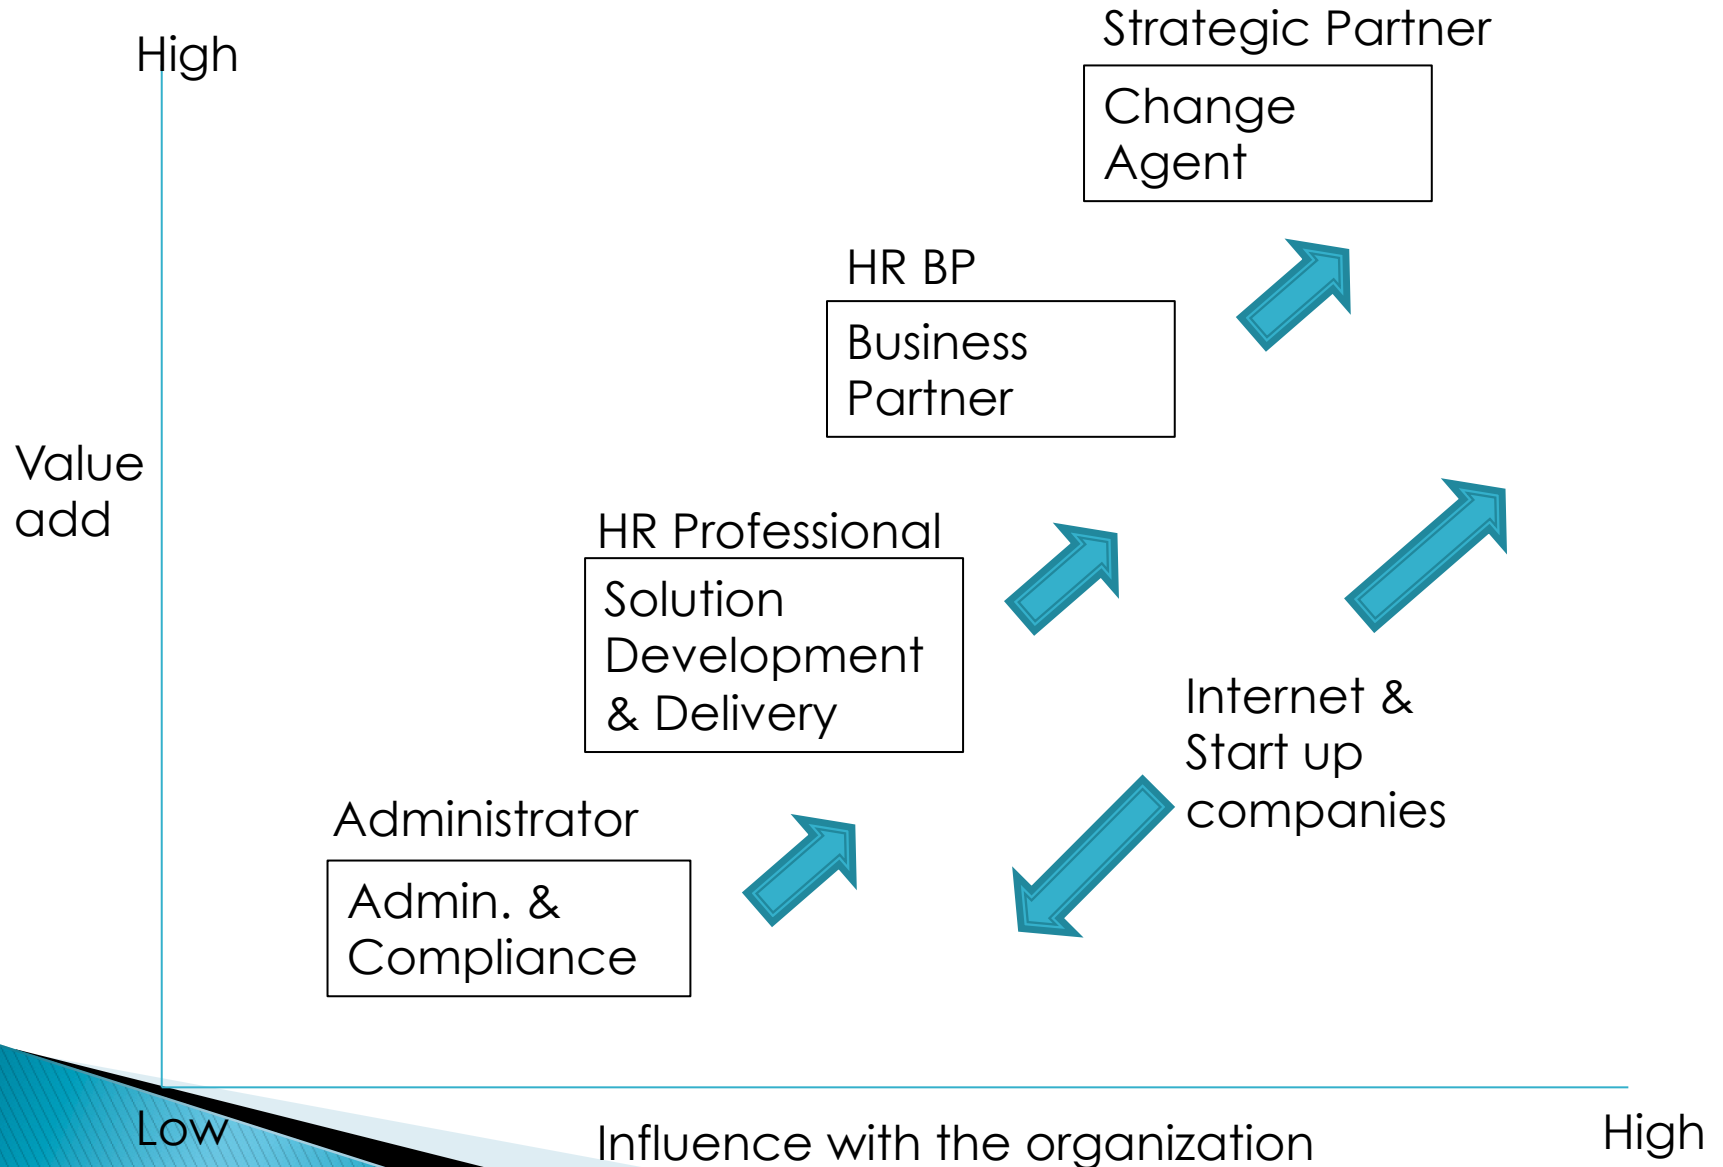 High
Strategic Partner
Change
Agent
HR BP
Business
Partner
Value
add
HR Professional
Solution
Development
& Delivery
Internet &
Start up
companies
Administrator
Admin. &
Compliance
Low
Influence with the organization
High